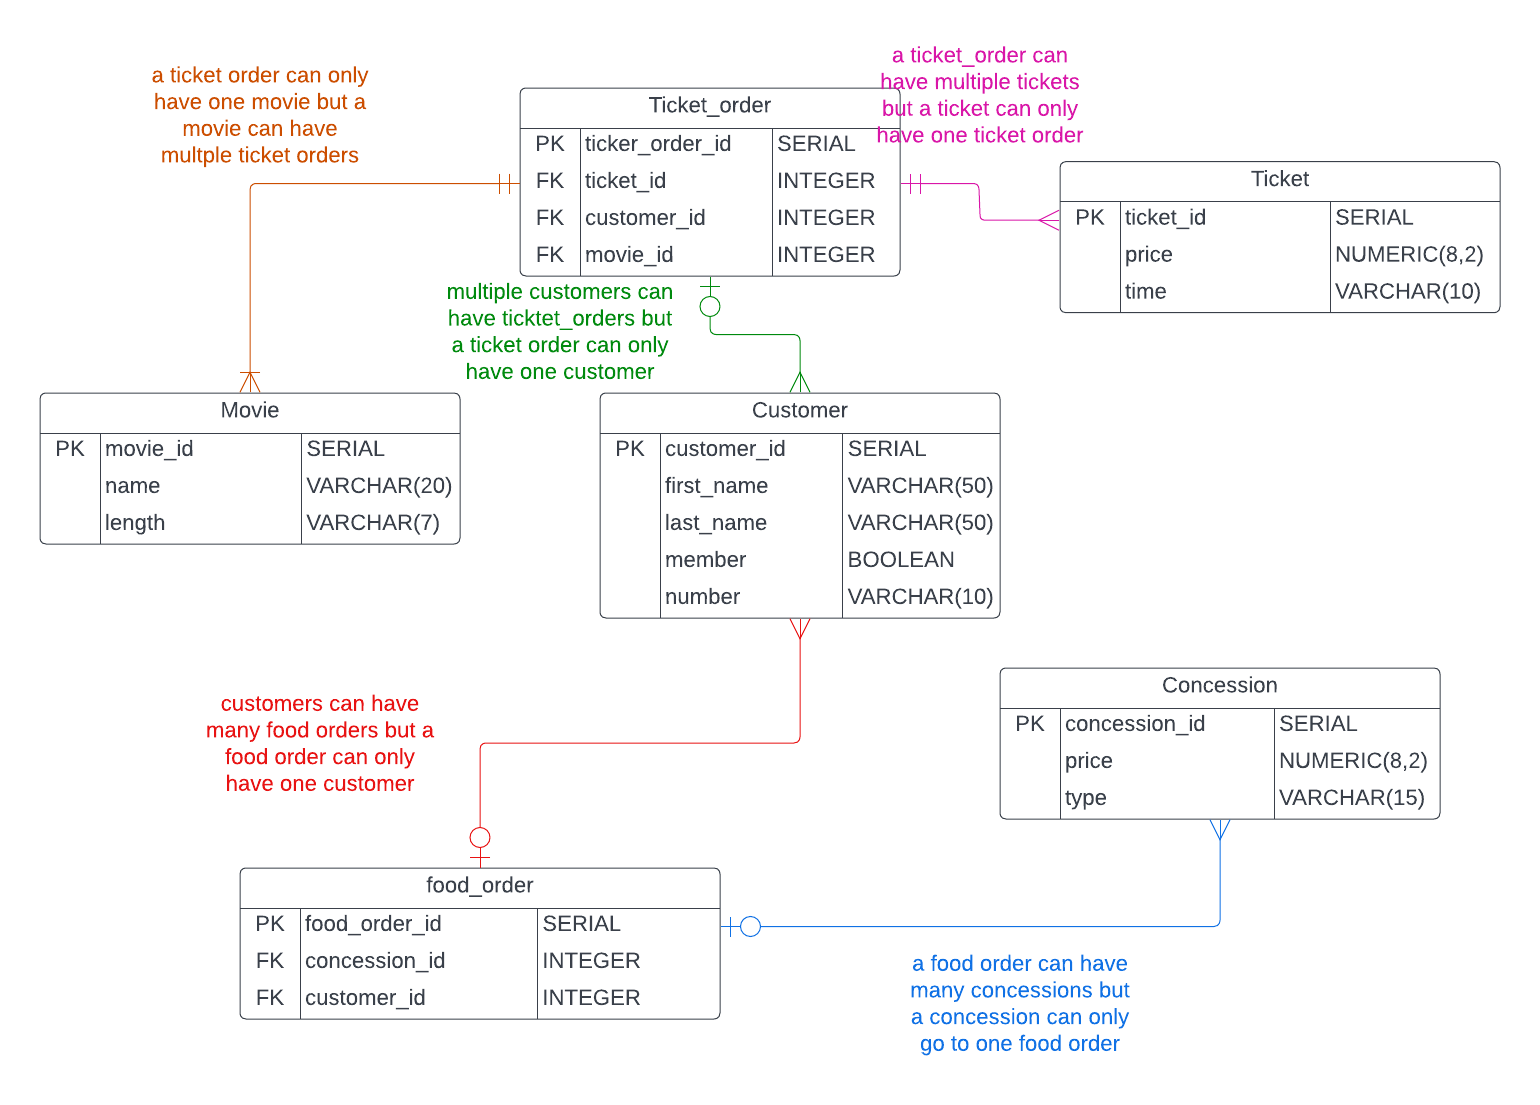 a ticket order can only
have one movie but a
movie can have
multple ticket orders
a ticket_order can
have multiple tickets
but a ticket can only
have one ticket order
Ticket_order
PK ticker_order_id SERIAL
FK ticket_id INTEGER
FK customer_id INTEGER
FK movie_id INTEGER
Ticket
PK ticket_id SERIAL
price NUMERIC(8,2)
time VARCHAR(10)
multiple customers can
have ticktet_orders but
a ticket order can only
have one customer
Movie
PK movie_id SERIAL
name VARCHAR(20)
length VARCHAR(7)
Customer
PK customer_id SERIAL
first_name VARCHAR(50)
last_name VARCHAR(50)
member BOOLEAN
number VARCHAR(10)
customers can have
many food orders but a
food order can only
have one customer
Concession
PK concession_id SERIAL
price NUMERIC(8,2)
type VARCHAR(15)
food_order
PK food_order_id SERIAL
FK concession_id INTEGER
FK customer_id INTEGER
a food order can have
many concessions but
a concession can only
go to one food order